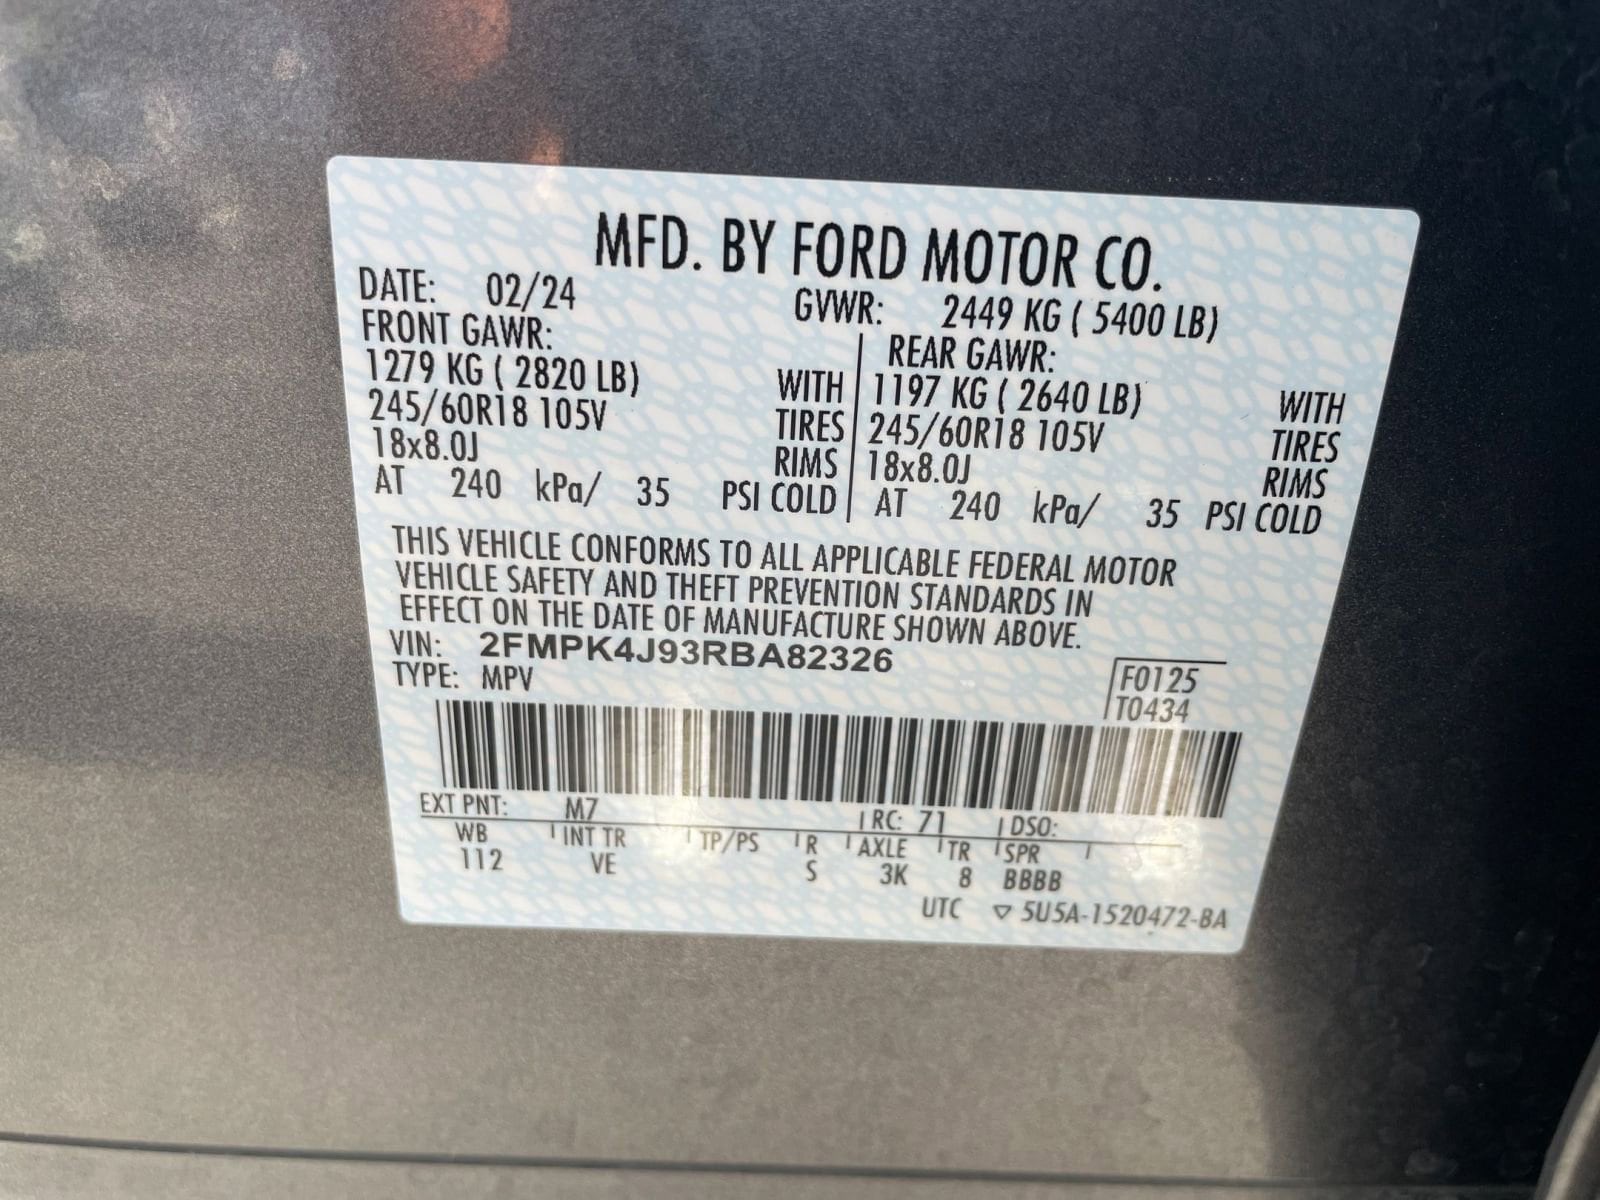 MFD. BY FORD MOTOR CO.
DATE: 02/24 GVWR: 2449 KG ( 5400 LB)
FRONT GAWR: REAR GAWR:
1279 KG ( 2820 LB) WITH 1197 KG ( 2640 LB) WITH
245/60R18 105V TIRES 245/60R18 105V TIRES
18x8.0J RIMS 18x8.0J RIMS
AT 240 kPa/ 35 PSI COLD AT 240 kPa/ 35 PSI COLD
THIS VEHICLE CONFORMS TO ALL APPLICABLE FEDERAL MOTOR
VEHICLE SAFETY AND THEFT PREVENTION STANDARDS IN
EFFECT ON THE DATE OF MANUFACTURE SHOWN ABOVE.
VIN: 2FMPK4J93RBA82326
TYPE: MPV F0125
T0434
EXT PNT: M7 RC: 71 DSO:
WB INT TR TP/PS R AXLE TR SPR
112 VE S 3K 8 BBBB
UTC ▽ 5U5A-1520472-BA